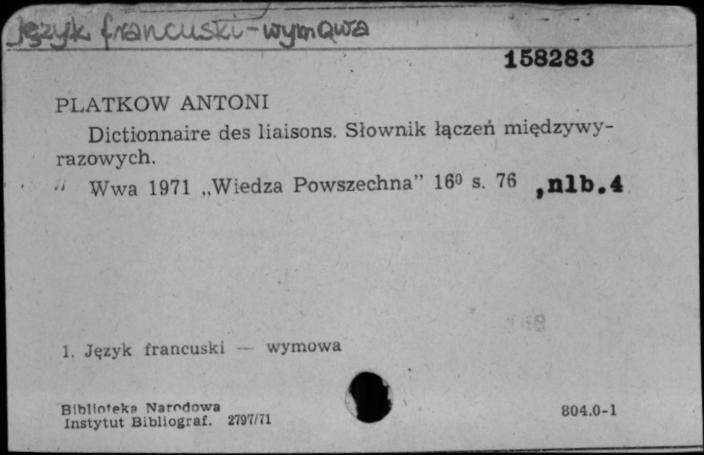 Język francuski - wymowa
158283
PLATKOW ANTONI
Dictionnaire des liaisons. Słownik łączeń międzywy-
razowych.
Wwa 1971 „Wiedza Powszechna” 16⁰ s. 76 ,nlb.4
1. Język francuski — wymowa
Biblioteka Narodowa
Instytut Bibliograf. 2797/71
804.0-1